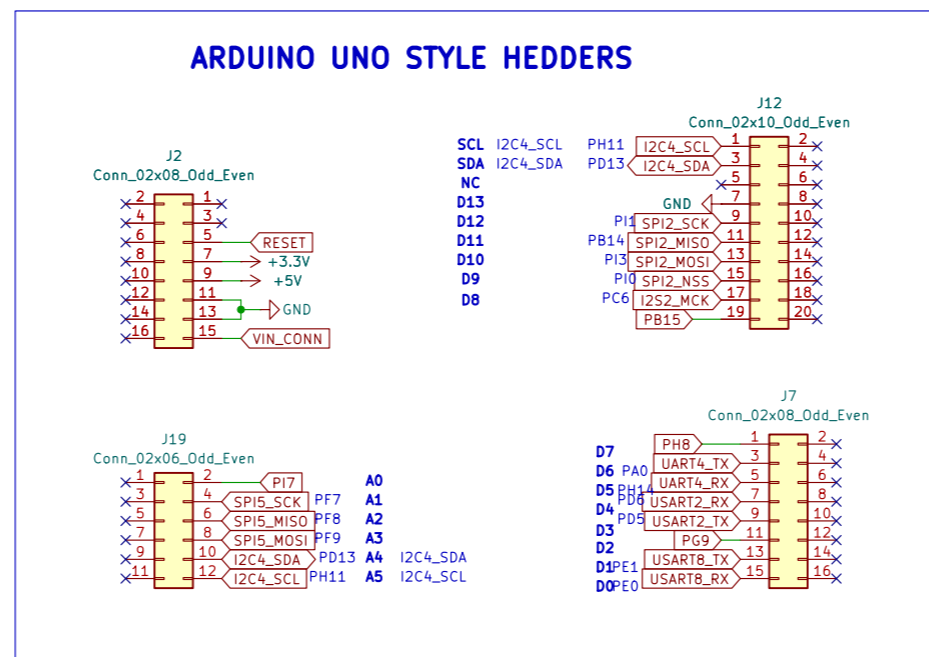 ARDUINO UNO STYLE HEDDERS
J2
Conn_02x08_Odd_Even
2 1
4 3
6 5 RESET
8 7 +3.3V
10 9 +5V
12 11
14 13 GND
16 15 VIN_CONN
J12
Conn_02x10_Odd_Even
SCL I2C4_SCL PH11 I2C4_SCL 1 2
SDA I2C4_SDA PD13 I2C4_SDA 3 4
NC 5 6
D13 GND 7 8
D12 PI1 SPI2_SCK 9 10
D11 PB14 SPI2_MISO 11 12
D10 PI3 SPI2_MOSI 13 14
D9 PI0 SPI2_NSS 15 16
D8 PC6 I2S2_MCK 17 18
PB15 19 20
J19
Conn_02x06_Odd_Even
1 2 PI7 A0
3 4 SPI5_SCK PF7 A1
5 6 SPI5_MISO PF8 A2
7 8 SPI5_MOSI PF9 A3
9 10 I2C4_SDA PD13 A4 I2C4_SDA
11 12 I2C4_SCL PH11 A5 I2C4_SCL
J7
Conn_02x08_Odd_Even
D7 PH8 1 2
D6 PA0 UART4_TX 3 4
D5 PH14 UART4_RX 5 6
D4 PD6 USART2_RX 7 8
D3 PD5 USART2_TX 9 10
D2 PG9 11 12
D1 PE1 USART8_TX 13 14
D0 PE0 USART8_RX 15 16